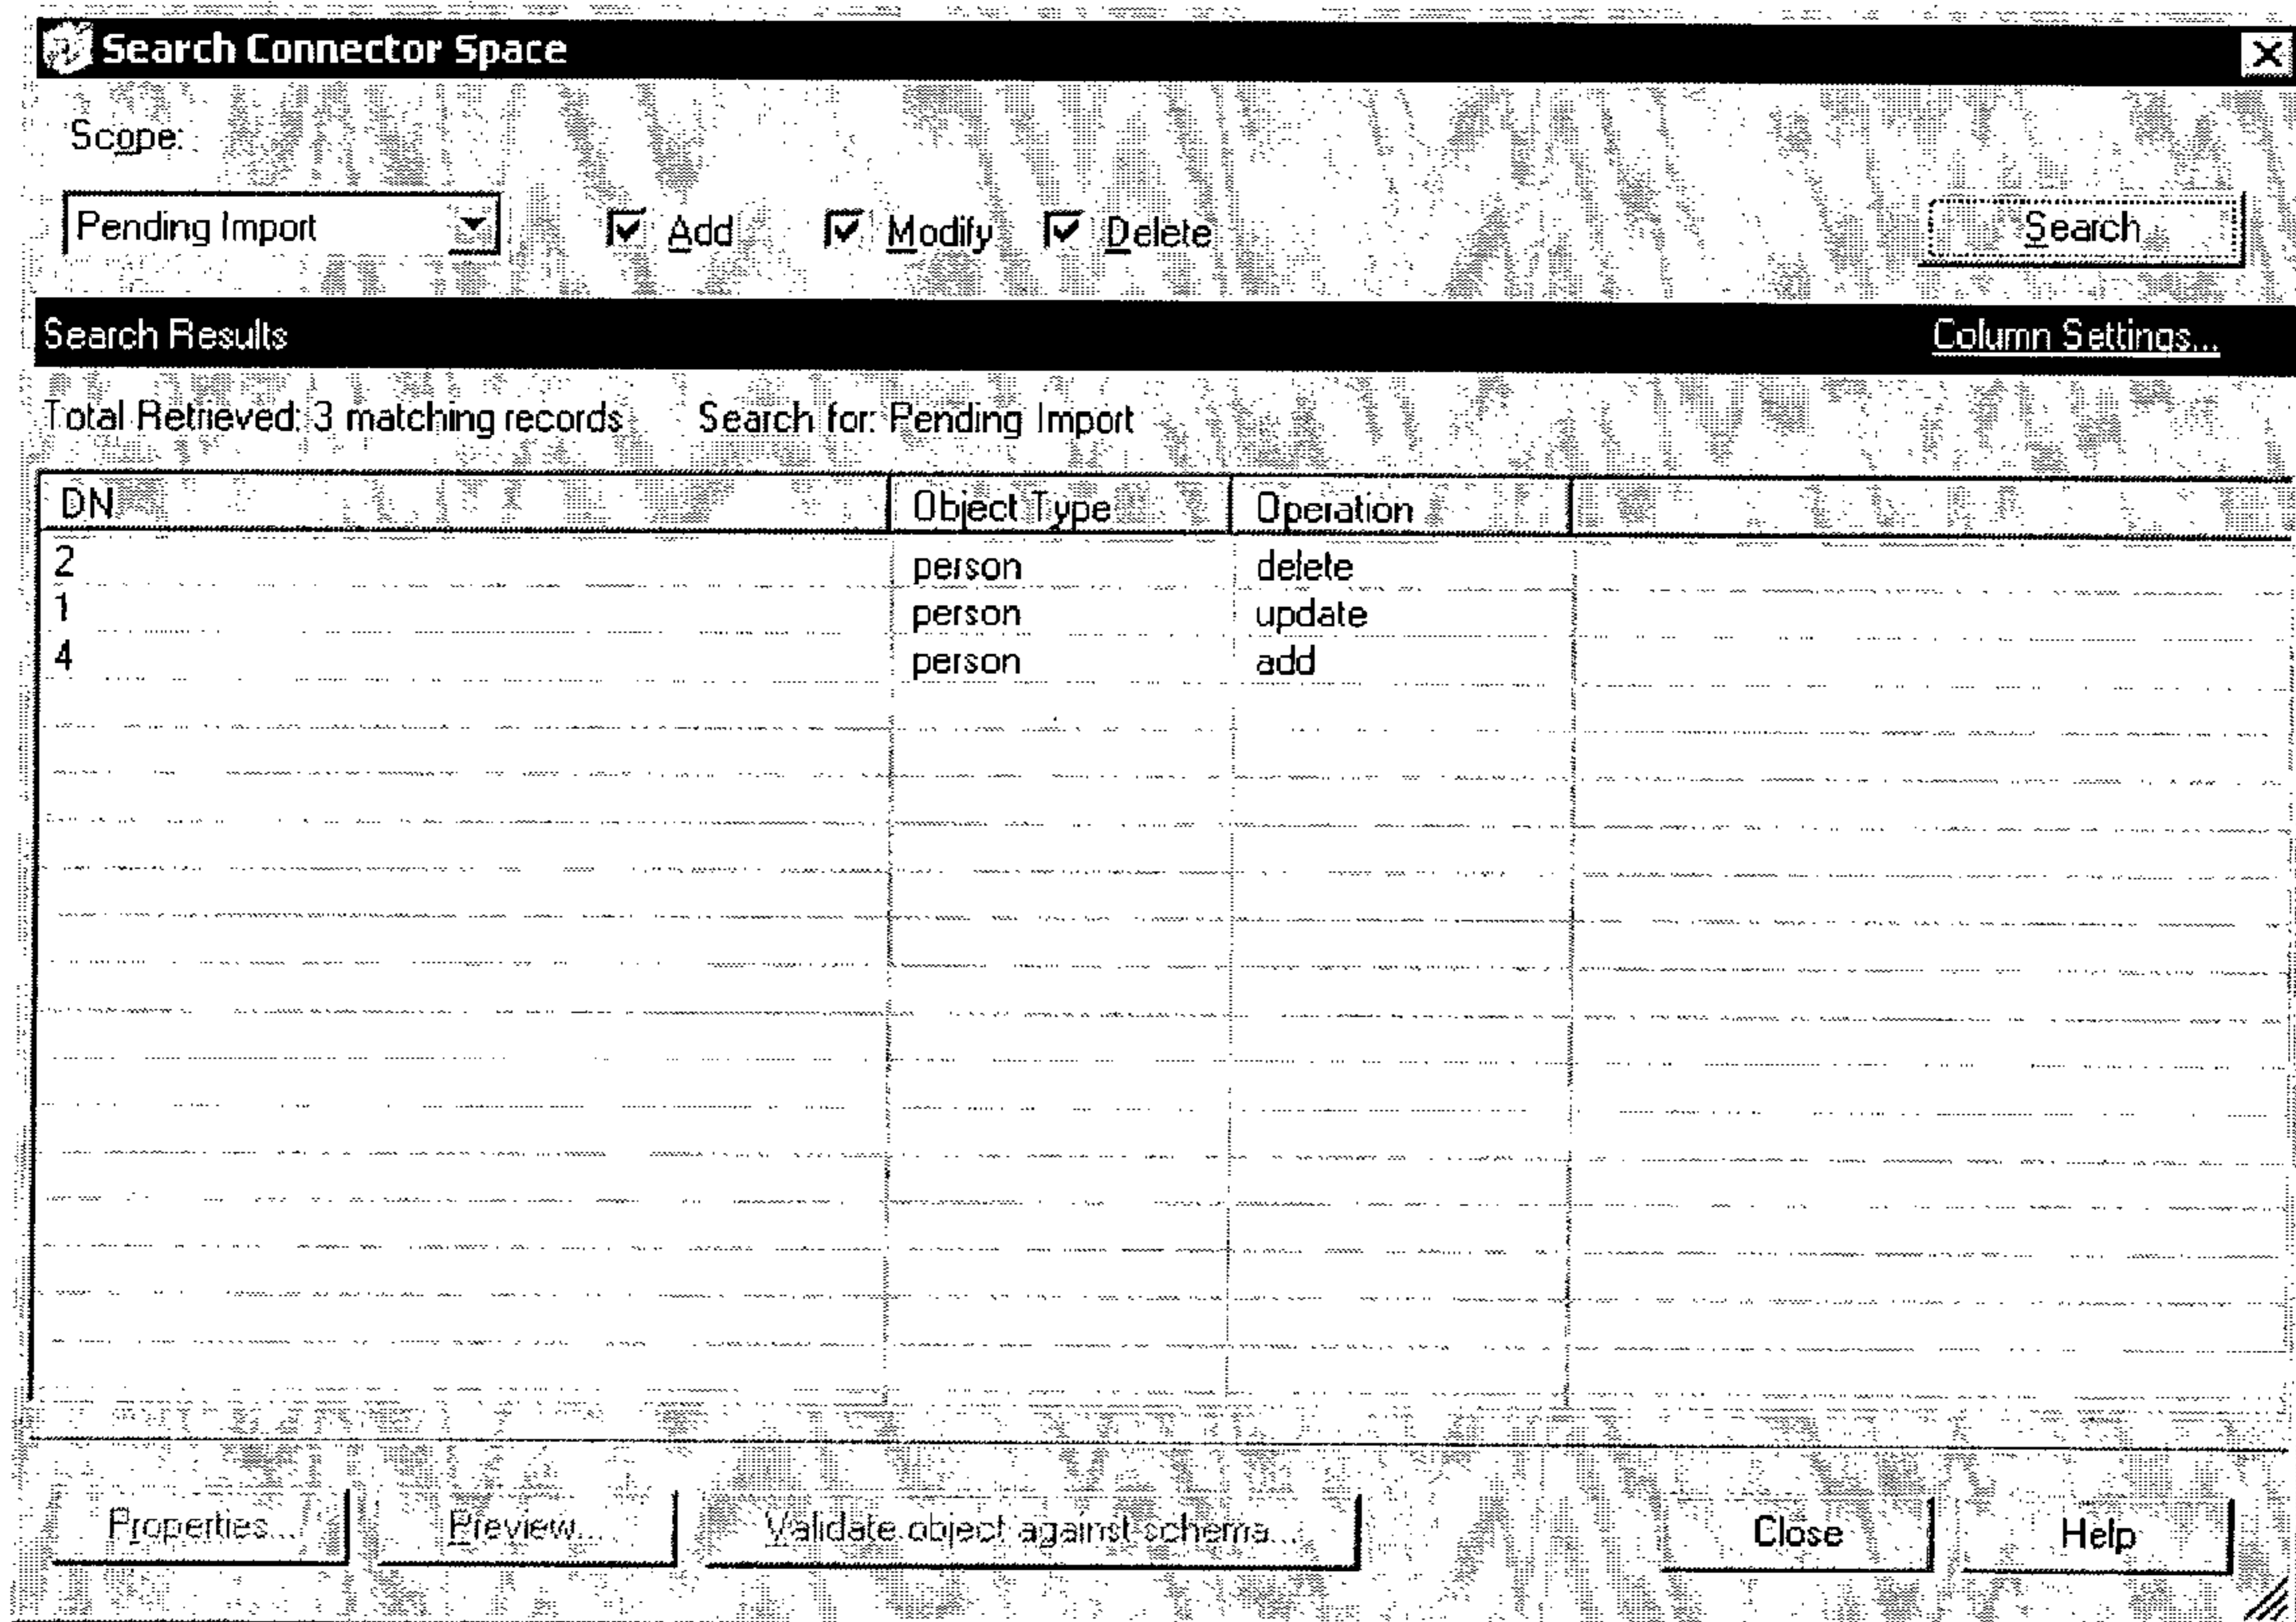 Search Connector Space
Scope:
Pending Import Add Modify Delete Search
Search Results Column Settings...
Total Retrieved: 3 matching records Search for: Pending Import
DN Object Type Operation
2 person delete
1 person update
4 person add
Properties... Preview... Validate object against schema... Close Help